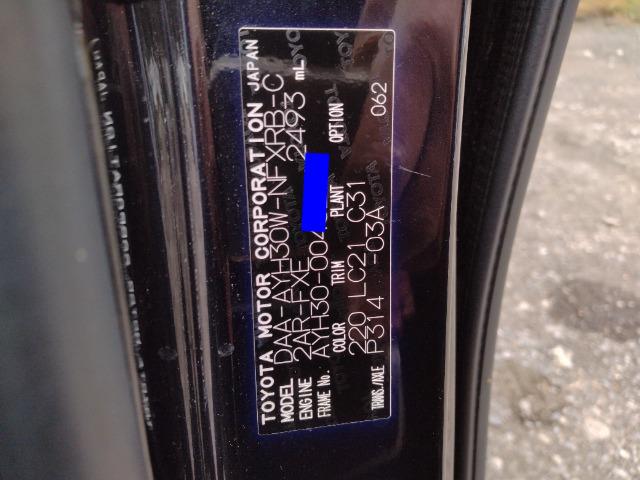 TOYOTA MOTOR CORPORATION JAPAN
MODEL DAA-AYH30W-NFXRB-C
ENGINE 2AR-FXE 2493 mL
FRAME No. AYH30-004
COLOR TRIM PLANT OPTION
220 LC21 C31 062
TRANS./AXLE P314 -03A